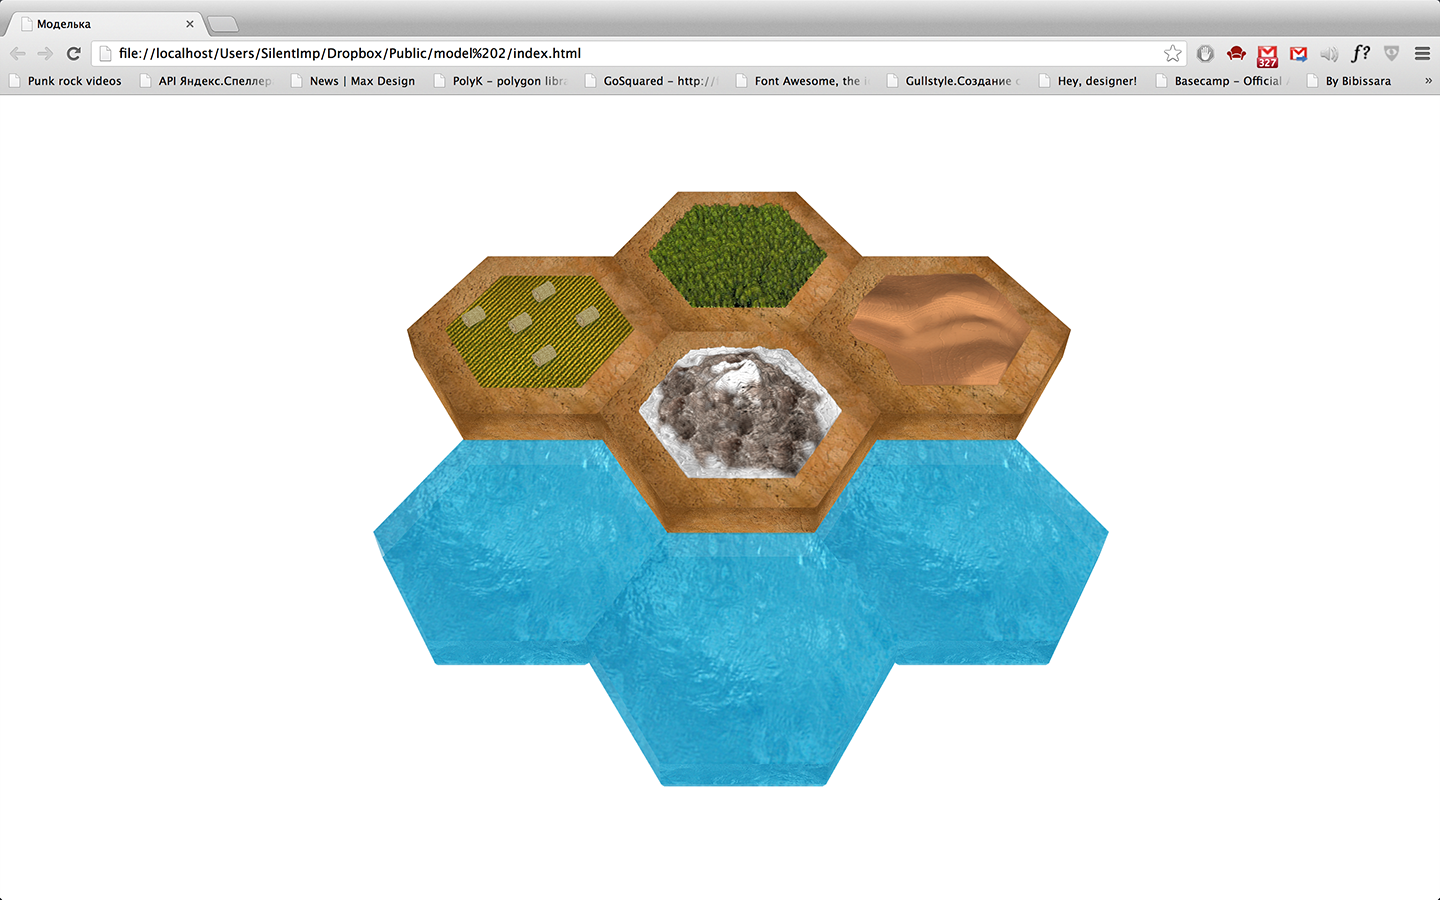 Моделька
file://localhost/Users/SilentImp/Dropbox/Public/model%202/index.html
327
f?
Punk rock videos
API Яндекс.Спеллер
News | Max Design
PolyK - polygon libra
GoSquared - http://
Font Awesome, the i
Gullstyle.Создание с
Hey, designer!
Basecamp - Official
By Bibissara
»